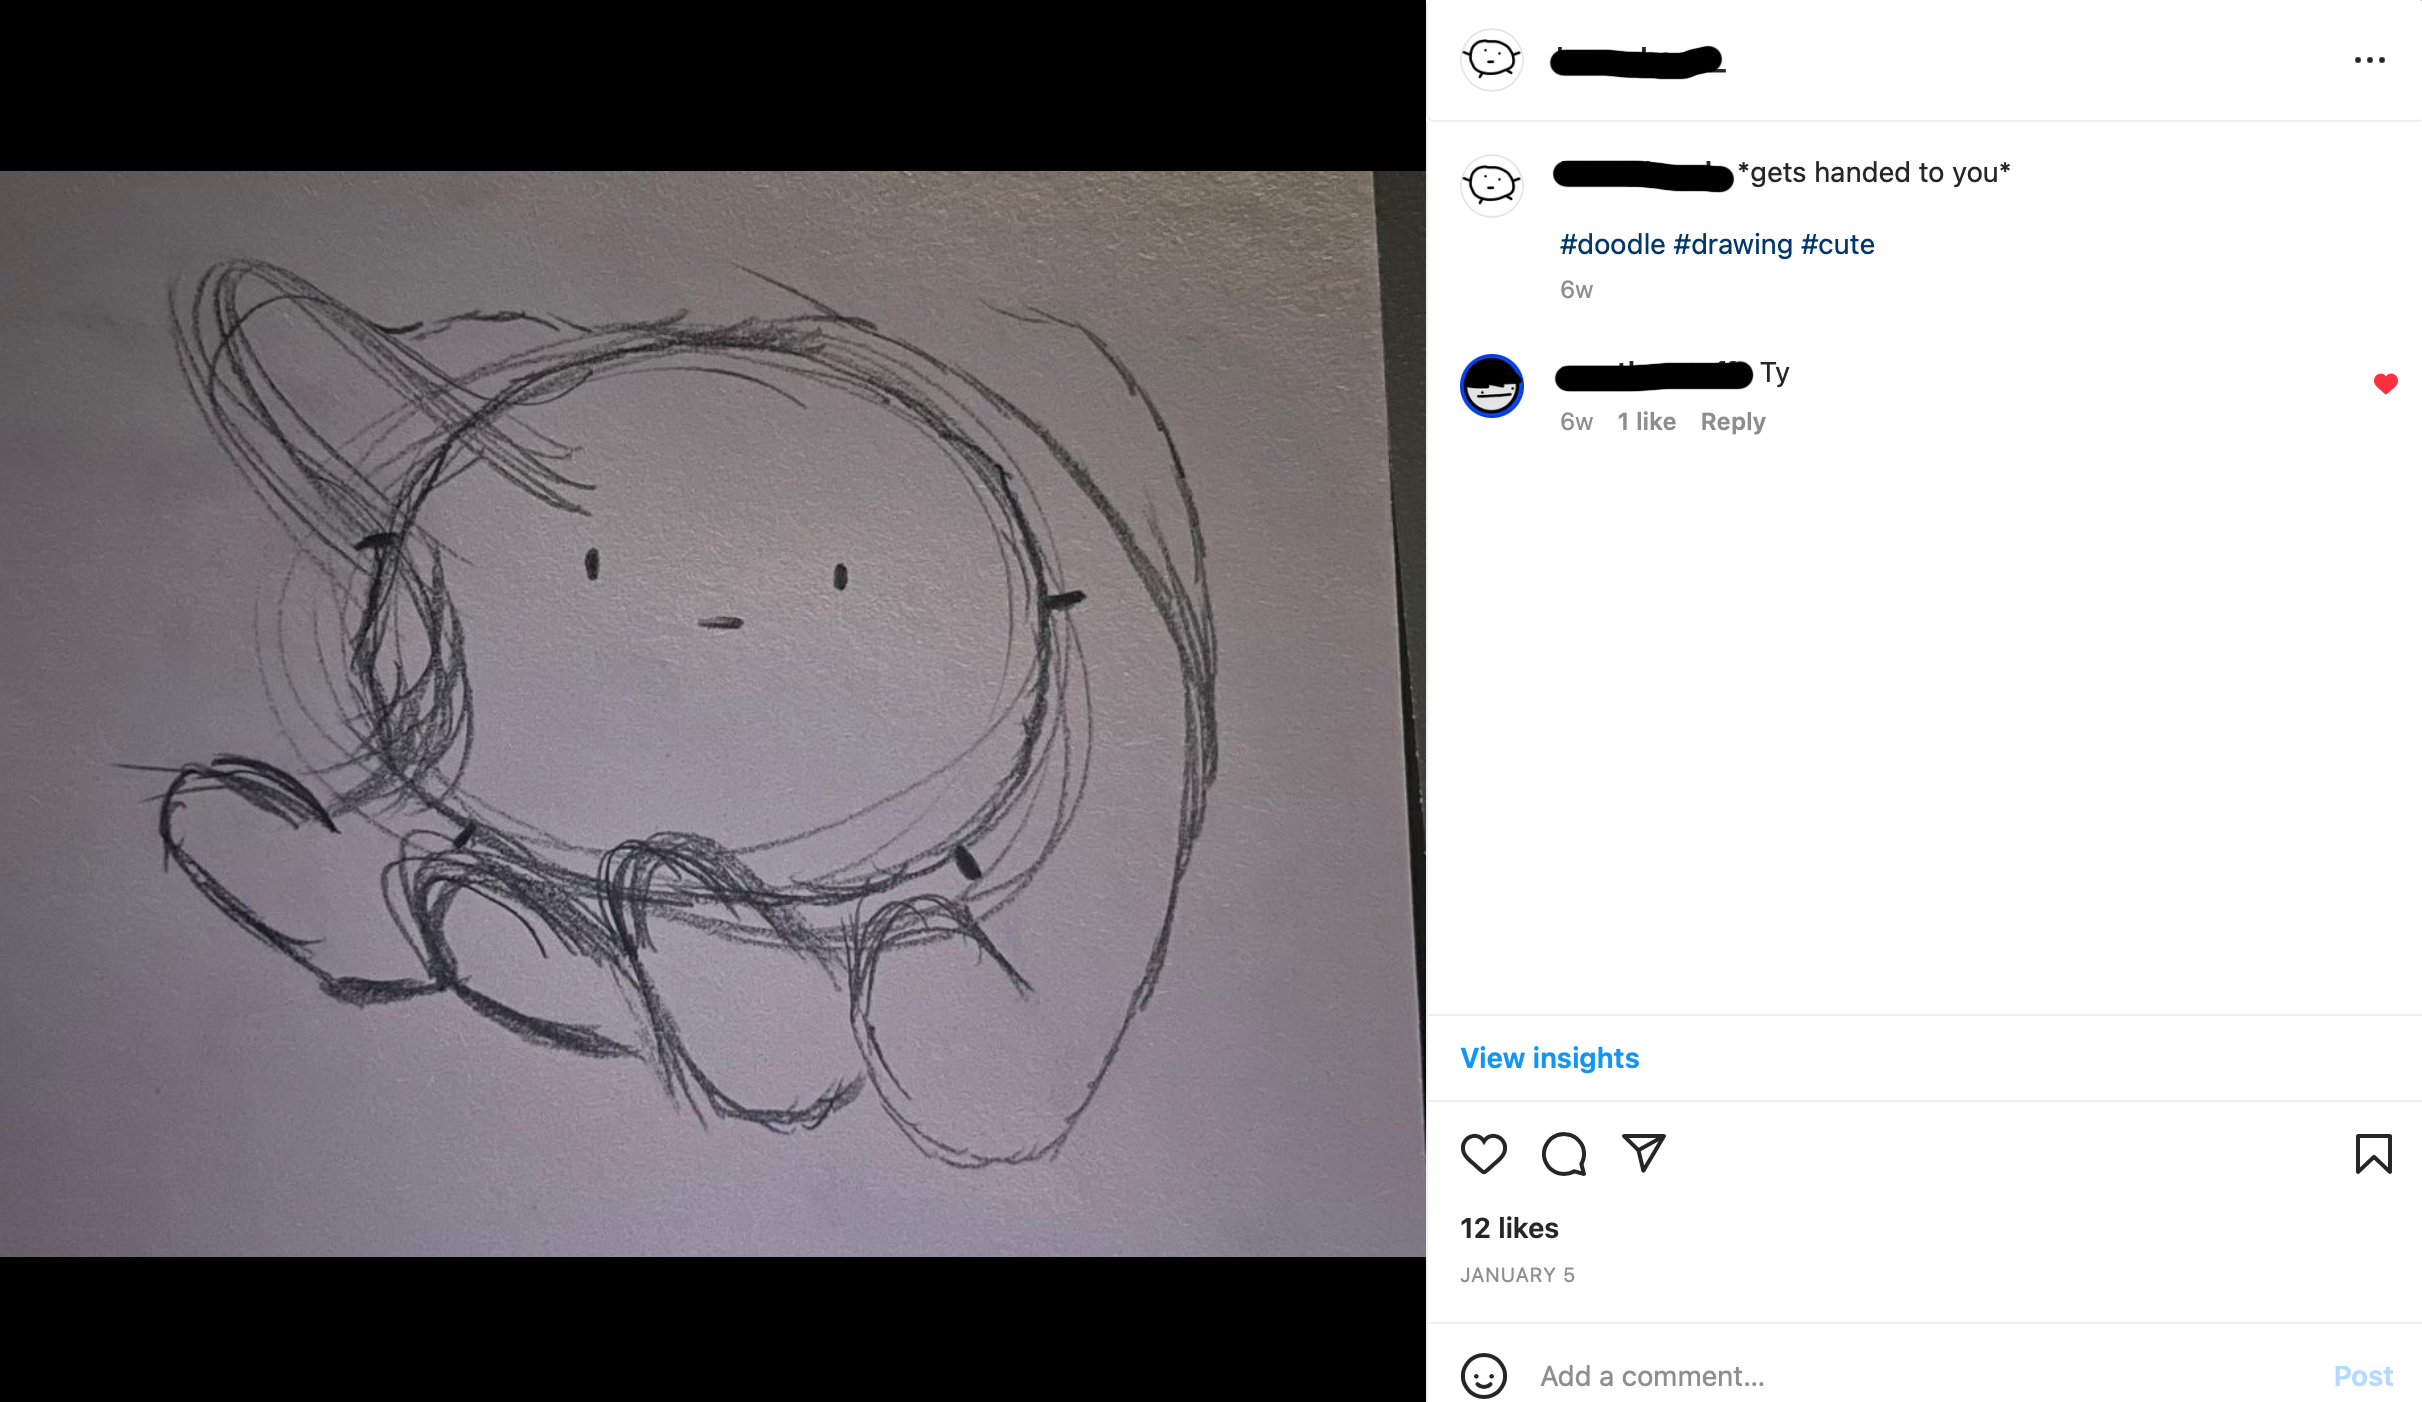 *gets handed to you*
#doodle #drawing #cute
6w
Ty
6w 1 like Reply
View insights
12 likes
JANUARY 5
Add a comment... Post